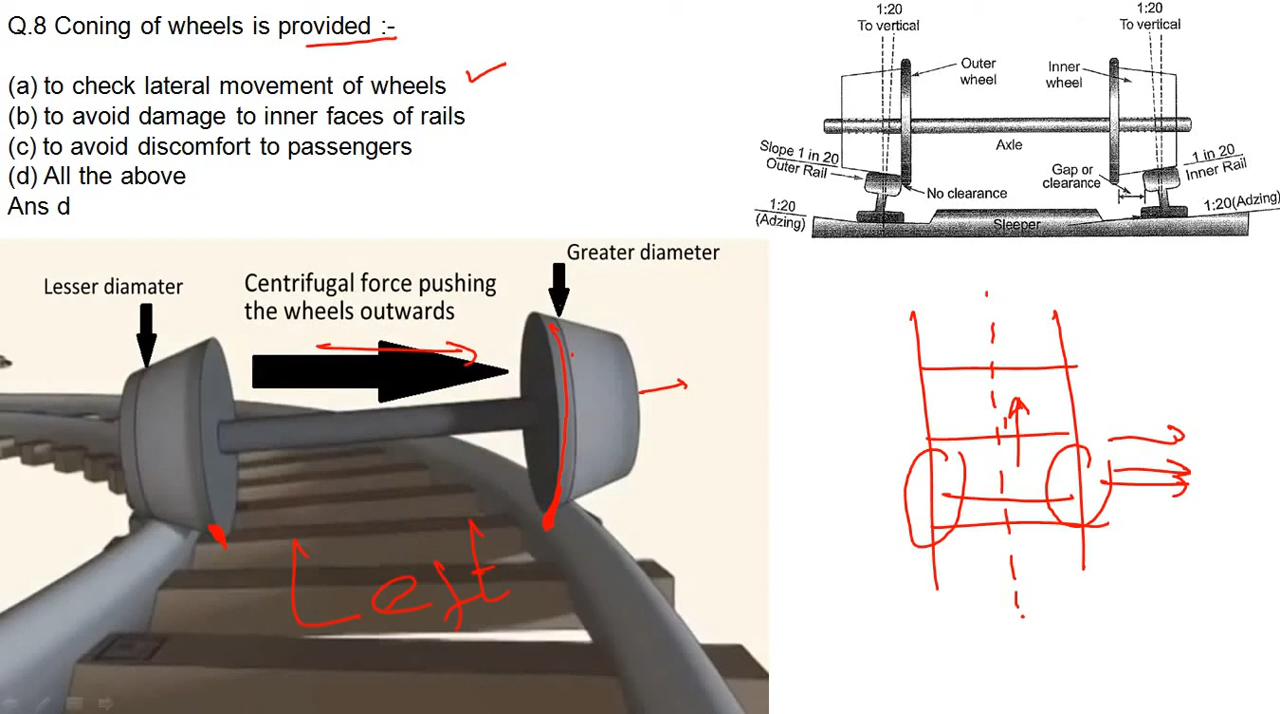 Q.8 Coning of wheels is provided :-
(a) to check lateral movement of wheels
(b) to avoid damage to inner faces of rails
(c) to avoid discomfort to passengers
(d) All the above
Ans d
1:20
To vertical
1:20
To vertical
Outer
wheel
Inner
wheel
Axle
Slope 1 in 20
Outer Rail
No clearance
Gap or
clearance
1 in 20
Inner Rail
1:20
(Adzing)
Sleeper
1:20(Adzing)
Lesser diamater
Centrifugal force pushing
the wheels outwards
Greater diameter
Left